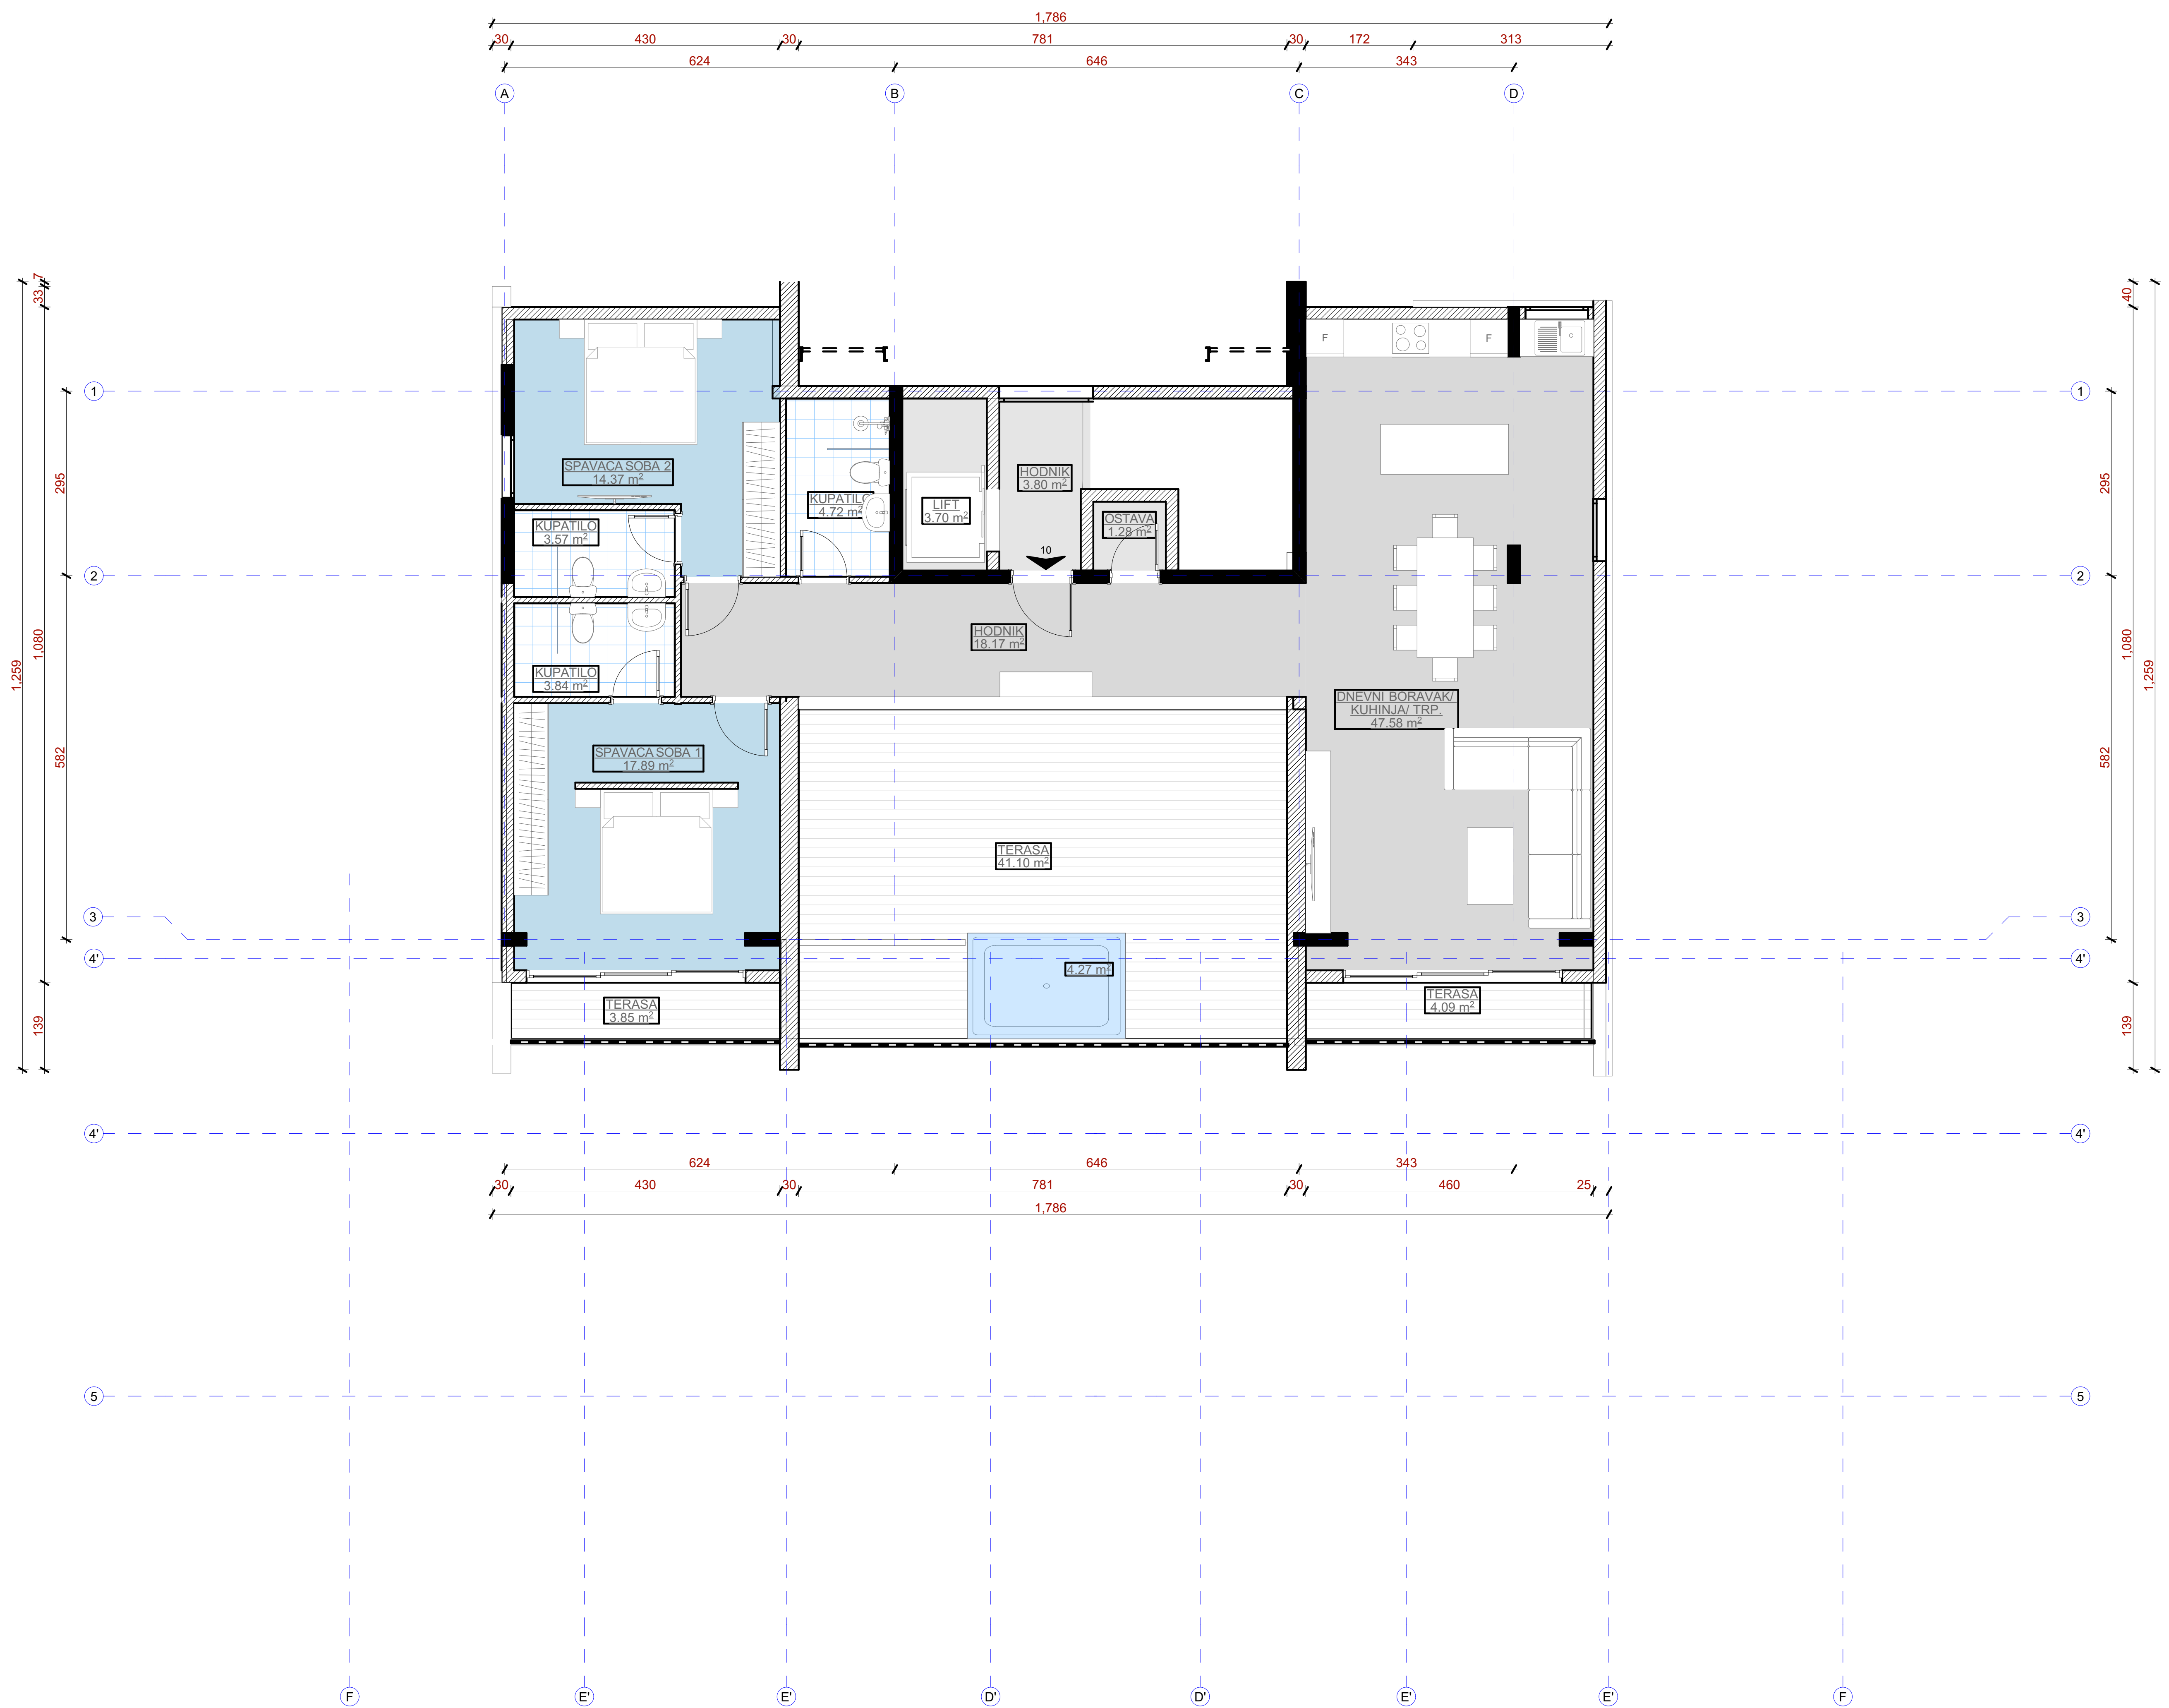 1,786
30 430 30 781 30 172 313
624 646 343
A B C D
7
33
40
1 1
F F
SPAVACA SOBA 2
14.37 m²
295 295
KUPATILO
4.72 m²
HODNIK
3.80 m²
LIFT
3.70 m²
OSTAVA
1.28 m²
KUPATILO
3.57 m²
10
2 2
HODNIK
18.17 m²
1,080 1,080
1,259 1,259
KUPATILO
3.84 m²
DNEVNI BORAVAK/
KUHINJA/ TRP.
47.58 m²
SPAVACA SOBA 1
17.89 m²
582 582
TERASA
41.10 m²
3 3
4' 4'
4.27 m²
TERASA
3.85 m²
TERASA
4.09 m²
139 139
4' 4'
624 646 343
30 430 30 781 30 460 25
1,786
5 5
F E' E' D' D' E' E' F